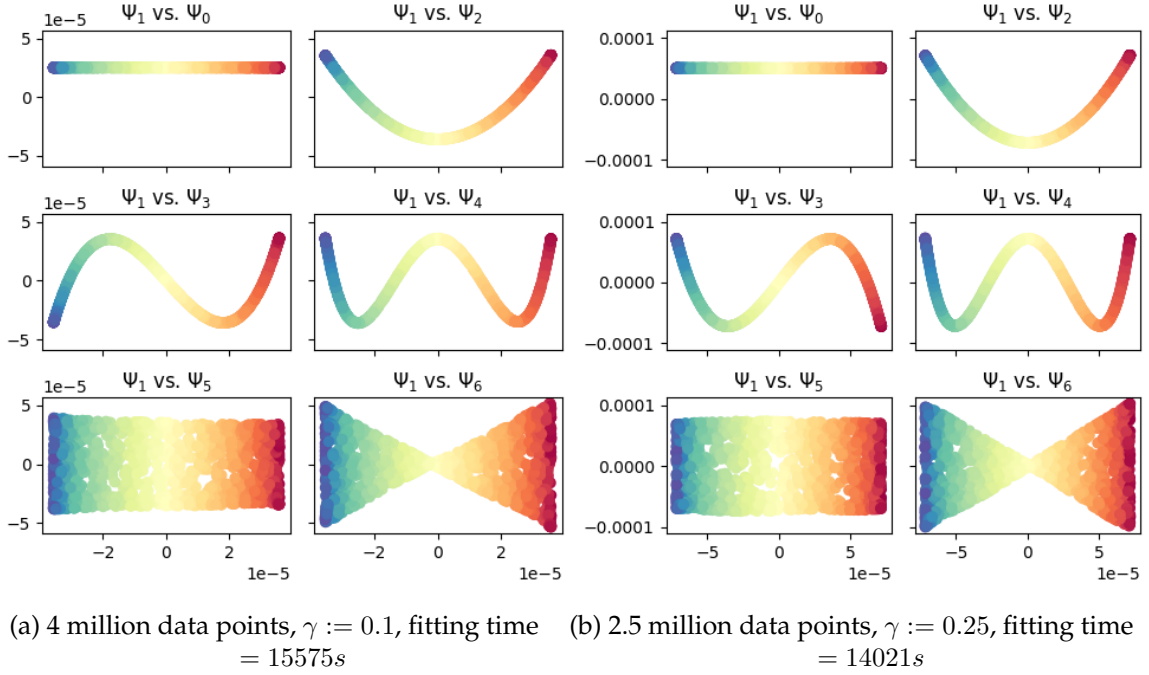 Ψ₁ vs. Ψ₀ Ψ₁ vs. Ψ₂ Ψ₁ vs. Ψ₀ Ψ₁ vs. Ψ₂
1e−5
5
0
−5
0.0001
0.0000
−0.0001
Ψ₁ vs. Ψ₃ Ψ₁ vs. Ψ₄ Ψ₁ vs. Ψ₃ Ψ₁ vs. Ψ₄
1e−5
5
0
−5
0.0001
0.0000
−0.0001
Ψ₁ vs. Ψ₅ Ψ₁ vs. Ψ₆ Ψ₁ vs. Ψ₅ Ψ₁ vs. Ψ₆
1e−5
5
0
−5
0.0001
0.0000
−0.0001
−2 0 2 −2 0 2 −5 0 5 −5 0 5
1e−5 1e−5 1e−5 1e−5
(a) 4 million data points, γ := 0.1, fitting time
= 15575s
(b) 2.5 million data points, γ := 0.25, fitting time
= 14021s